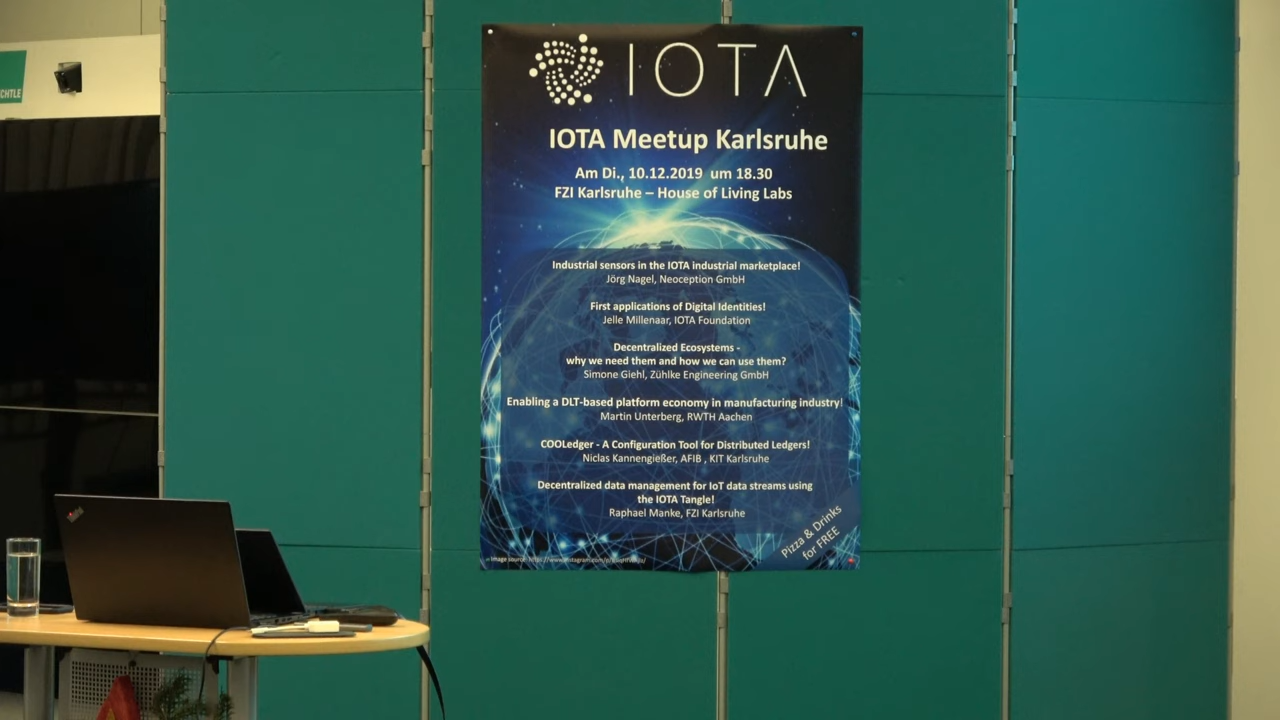 CHTLE
IOTA
IOTA Meetup Karlsruhe
Am Di., 10.12.2019 um 18.30
FZI Karlsruhe – House of Living Labs
Industrial sensors in the IOTA industrial marketplace!
Jörg Nagel, Neoception GmbH
First applications of Digital Identities!
Jelle Millenaar, IOTA Foundation
Decentralized Ecosystems -
why we need them and how we can use them?
Simone Giehl, Zühlke Engineering GmbH
Enabling a DLT-based platform economy in manufacturing industry!
Martin Unterberg, RWTH Aachen
COOLedger - A Configuration Tool for Distributed Ledgers!
Niclas Kannengießer, AFIB , KIT Karlsruhe
Decentralized data management for IoT data streams using
the IOTA Tangle!
Raphael Manke, FZI Karlsruhe
Pizza & Drinks
for FREE
Image source: